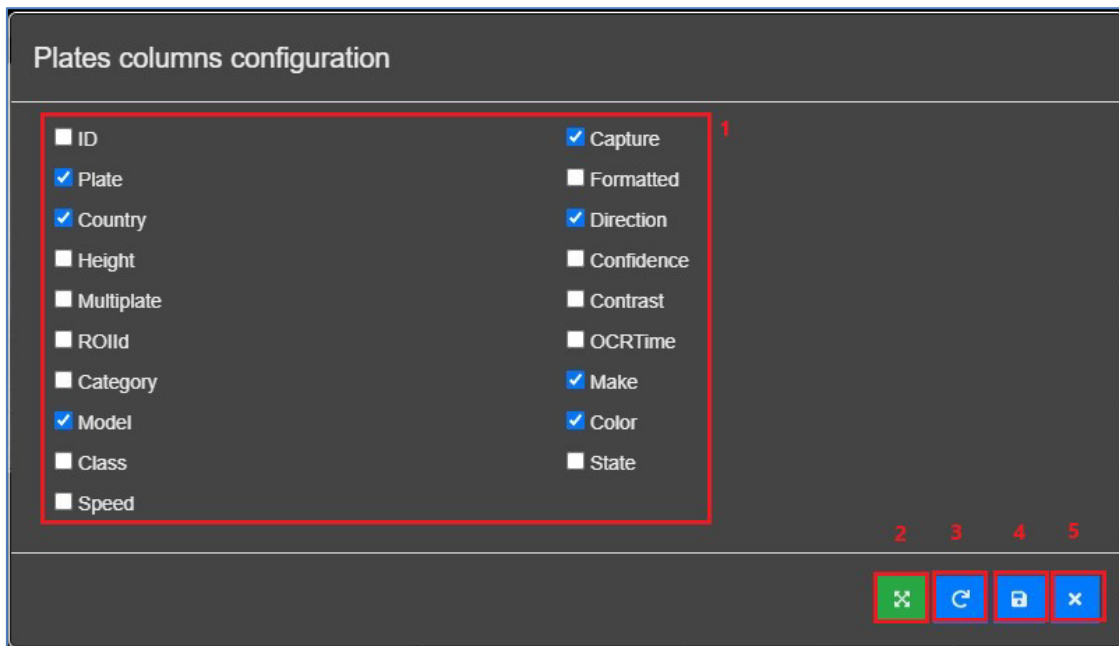 Plates columns configuration
1
ID
Capture
Plate
Formatted
Country
Direction
Height
Confidence
Multiplate
Contrast
ROIId
OCRTime
Category
Make
Model
Color
Class
State
Speed
2 3 4 5